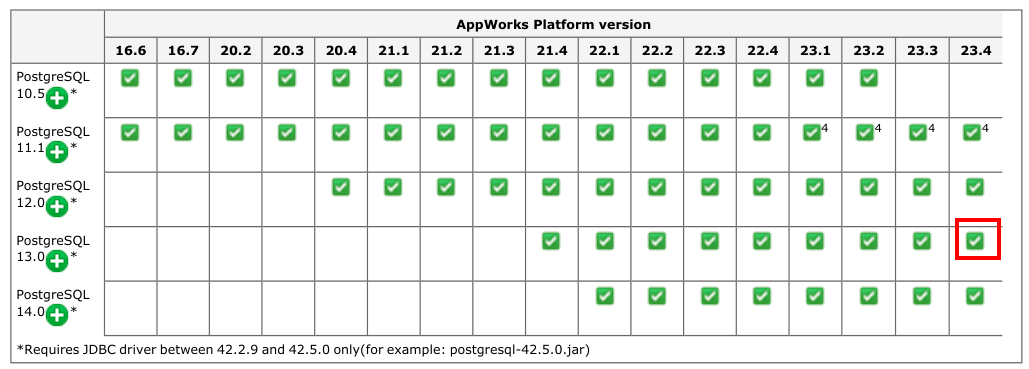 AppWorks Platform version
16.6 16.7 20.2 20.3 20.4 21.1 21.2 21.3 21.4 22.1 22.2 22.3 22.4 23.1 23.2 23.3 23.4
PostgreSQL
10.5 *
PostgreSQL
11.1 * 4 4 4 4
PostgreSQL
12.0 *
PostgreSQL
13.0 *
PostgreSQL
14.0 *
*Requires JDBC driver between 42.2.9 and 42.5.0 only(for example: postgresql-42.5.0.jar)